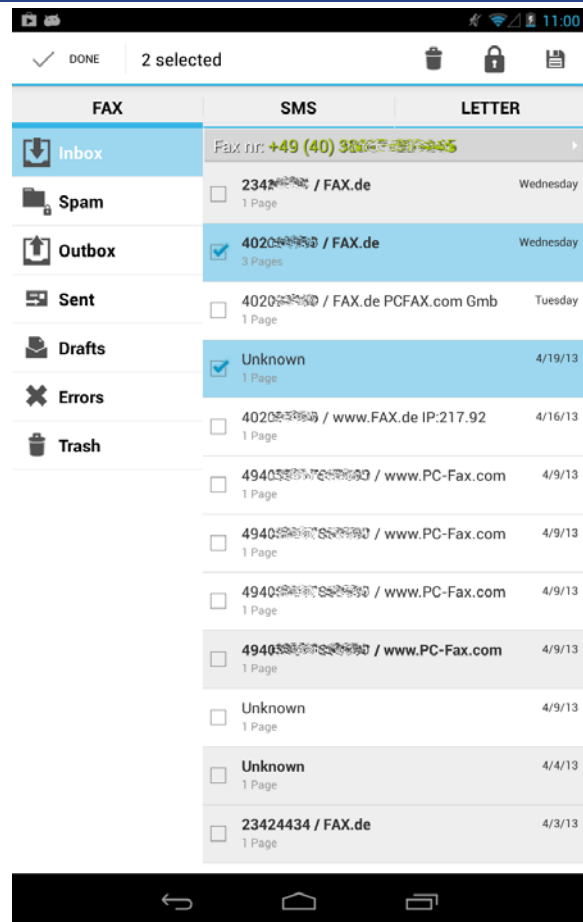 11:00
DONE 2 selected
FAX SMS LETTER
Inbox
Spam
Outbox
Sent
Drafts
Errors
Trash
Fax nr: +49 (40)
/ FAX.de Wednesday
1 Page
/ FAX.de Wednesday
3 Pages
/ FAX.de PCFAX.com Gmb Tuesday
1 Page
Unknown 4/19/13
1 Page
/ www.FAX.de IP:217.92 4/16/13
1 Page
/ www.PC-Fax.com 4/9/13
1 Page
/ www.PC-Fax.com 4/9/13
1 Page
/ www.PC-Fax.com 4/9/13
1 Page
/ www.PC-Fax.com 4/9/13
1 Page
Unknown 4/9/13
1 Page
Unknown 4/4/13
1 Page
23424434 / FAX.de 4/3/13
1 Page